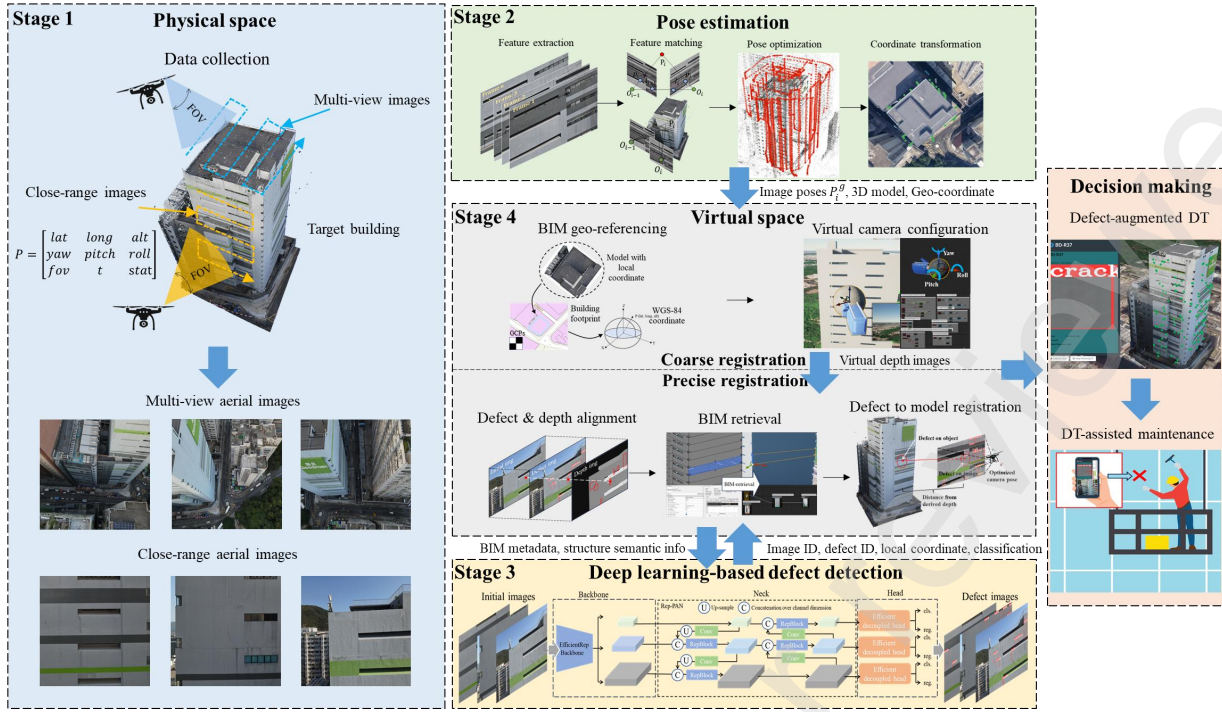 Stage 1
Physical space
Data collection
FOV
Multi-view images
Close-range images
Target building
P = [lat long alt
yaw pitch roll
fov t stat]
FOV
Multi-view aerial images
Close-range aerial images
Stage 2
Pose estimation
Feature extraction
Feature matching
Pose optimization
Coordinate transformation
Image poses P_i^g, 3D model, Geo-coordinate
Stage 4
Virtual space
BIM geo-referencing
Model with
local
coordinate
Building
footprint
GCPs
WGS-84
coordinate
Virtual camera configuration
Yaw
Roll
Pitch
Coarse registration
Virtual depth images
Precise registration
Defect & depth alignment
BIM retrieval
Defect to model registration
Depth img
BIM-retrieval
Defect on object
Defect on image
Optimized
camera pose
Distance from
derived depth
BIM metadata, structure semantic info
Image ID, defect ID, local coordinate, classification
Stage 3
Deep learning-based defect detection
Initial images
Backbone
Neck
Head
Defect images
Rep-PAN
U Up-sample
C Concatenation over channel dimension
EfficientRep
Backbone
U
Conv
C
RepBlock
C
RepBlock
Conv
C
RepBlock
C
RepBlock
U
Conv
Conv
C
RepBlock
Efficient
decoupled head
cls.
reg.
Efficient
decoupled head
cls.
reg.
Efficient
decoupled head
cls.
reg.
Decision making
Defect-augmented DT
BD-R37
crack
DT-assisted maintenance
review